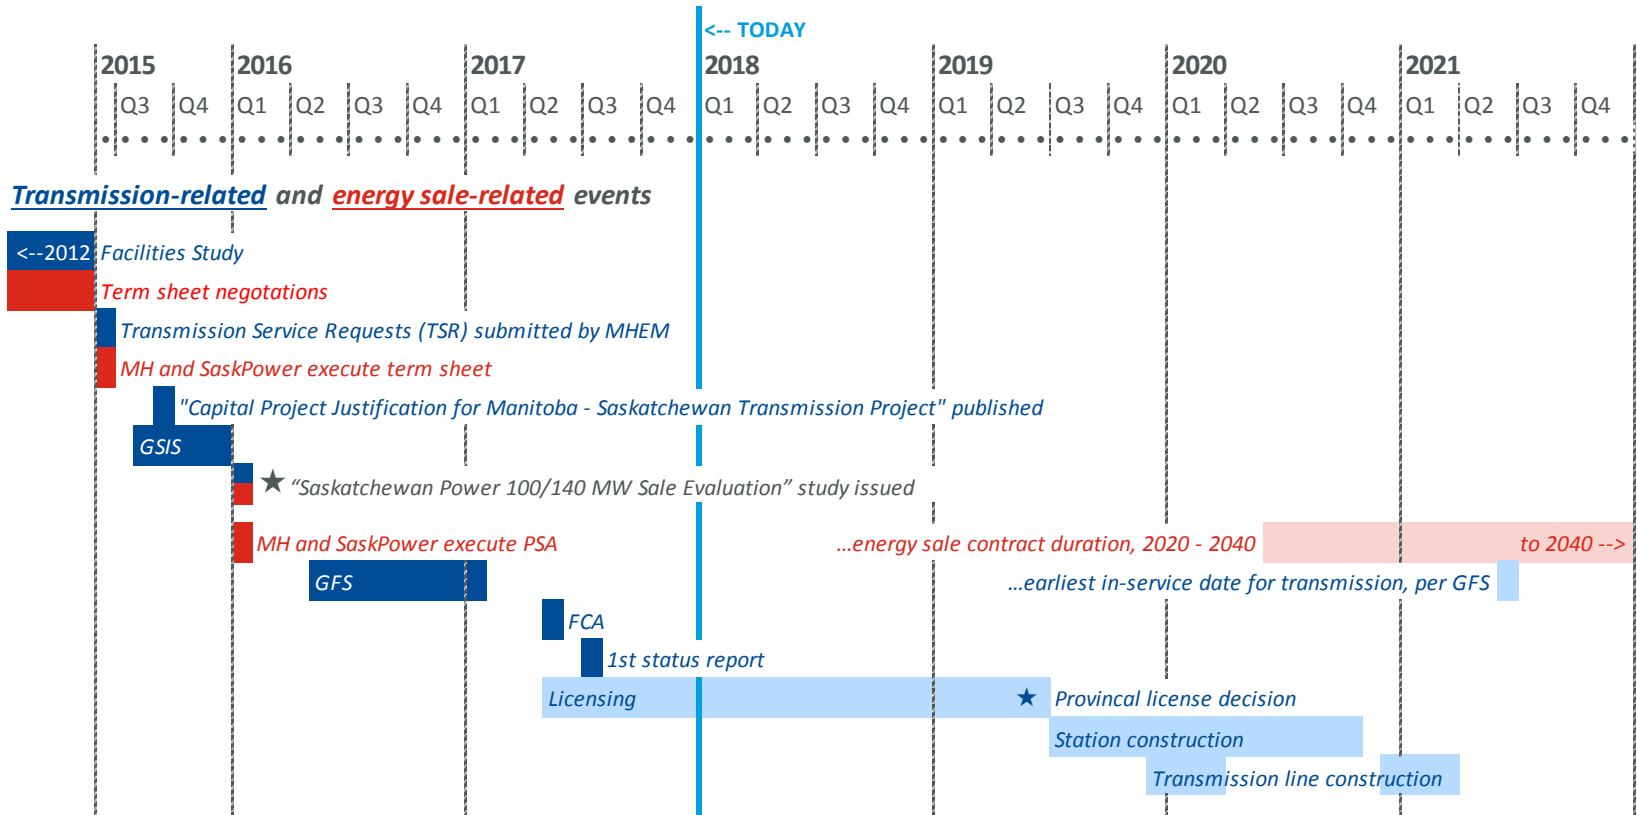 <-- TODAY
2015 2016 2017 2018 2019 2020 2021
Q3 Q4 Q1 Q2 Q3 Q4 Q1 Q2 Q3 Q4 Q1 Q2 Q3 Q4 Q1 Q2 Q3 Q4 Q1 Q2 Q3 Q4 Q1 Q2 Q3 Q4
Transmission-related and energy sale-related events
<--2012 Facilities Study
Term sheet negotations
Transmission Service Requests (TSR) submitted by MHEM
MH and SaskPower execute term sheet
"Capital Project Justification for Manitoba - Saskatchewan Transmission Project" published
GSIS
★ “Saskatchewan Power 100/140 MW Sale Evaluation” study issued
MH and SaskPower execute PSA ...energy sale contract duration, 2020 - 2040 to 2040 -->
GFS ...earliest in-service date for transmission, per GFS
FCA
1st status report
Licensing ★ Provincal license decision
Station construction
Transmission line construction